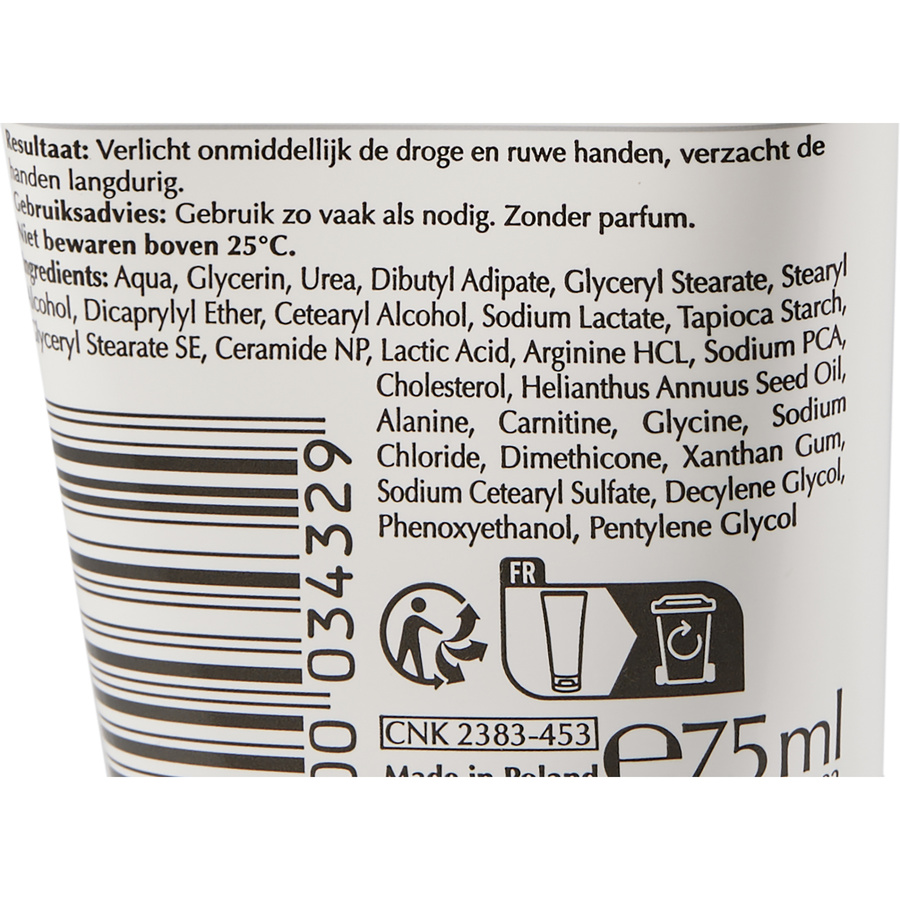 Resultaat: Verlicht onmiddellijk de droge en ruwe handen, verzacht de
handen langdurig.
Gebruiksadvies: Gebruik zo vaak als nodig. Zonder parfum.
Niet bewaren boven 25°C.
Ingredients: Aqua, Glycerin, Urea, Dibutyl Adipate, Glyceryl Stearate, Stearyl
Alcohol, Dicaprylyl Ether, Cetearyl Alcohol, Sodium Lactate, Tapioca Starch,
Glyceryl Stearate SE, Ceramide NP, Lactic Acid, Arginine HCL, Sodium PCA,
Cholesterol, Helianthus Annuus Seed Oil,
Alanine, Carnitine, Glycine, Sodium
Chloride, Dimethicone, Xanthan Gum,
Sodium Cetearyl Sulfate, Decylene Glycol,
Phenoxyethanol, Pentylene Glycol
00 034329
FR
CNK 2383-453
e75ml
Made in Poland